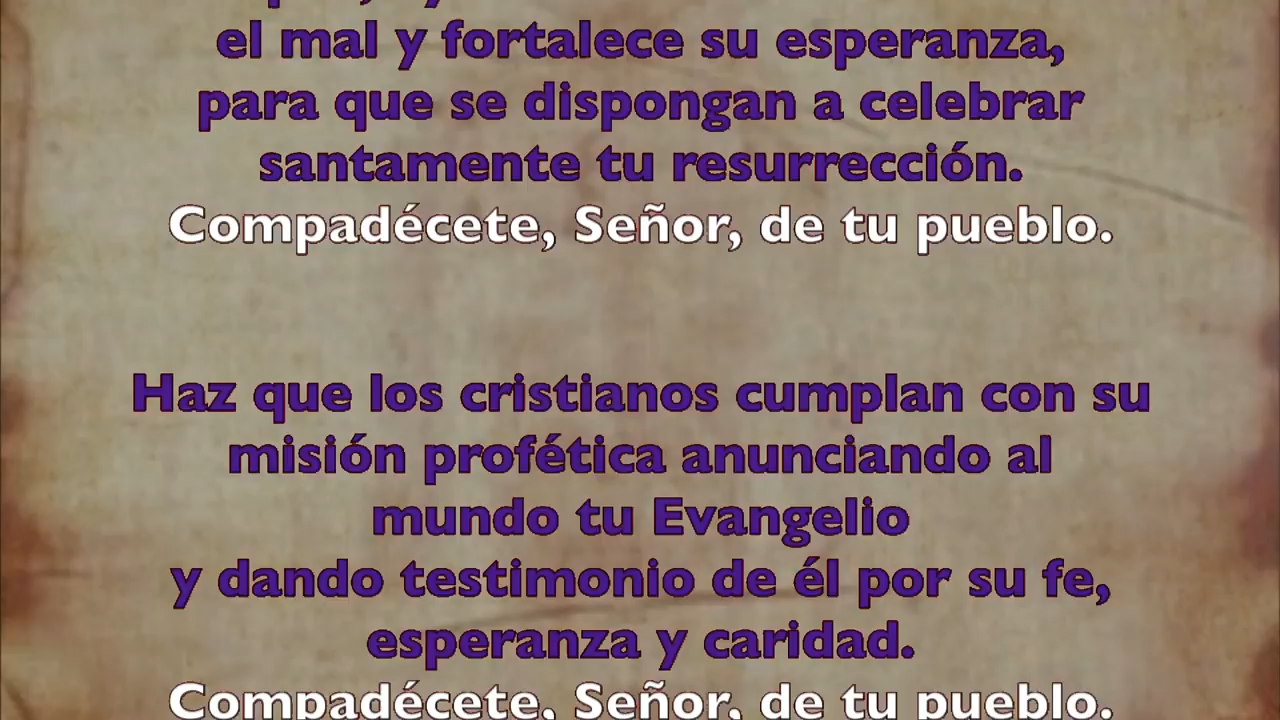 el mal y fortalece su esperanza,
para que se dispongan a celebrar
santamente tu resurrección.
Compadécete, Señor, de tu pueblo.
Haz que los cristianos cumplan con su
misión profética anunciando al
mundo tu Evangelio
y dando testimonio de él por su fe,
esperanza y caridad.
Compadécete, Señor, de tu pueblo.